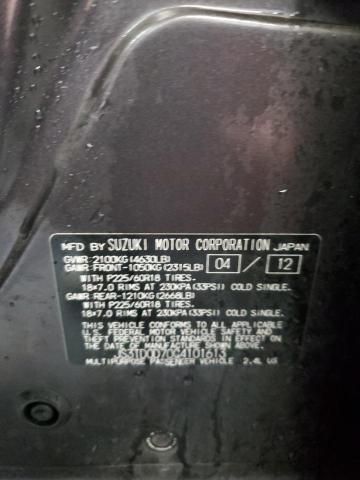 MFD BY SUZUKI MOTOR CORPORATION JAPAN
GVWR: 2100KG(4630LB)
GAWR: FRONT-1050KG(2315LB) 04 / 12
WITH P225/60R18 TIRES.
18×7.0 RIMS AT 230KPA(33PSI) COLD SINGLE.
GAWR: REAR-1210KG(2668LB)
WITH P225/60R18 TIRES.
18×7.0 RIMS AT 230KPA(33PSI) COLD SINGLE.
THIS VEHICLE CONFORMS TO ALL APPLICABLE
U.S. FEDERAL MOTOR VEHICLE SAFETY AND
THEFT PREVENTION STANDARDS IN EFFECT ON
THE DATE OF MANUFACTURE SHOWN ABOVE.
JS3TD0D70C4101613
MULTIPURPOSE PASSENGER VEHICLE 2.4L US